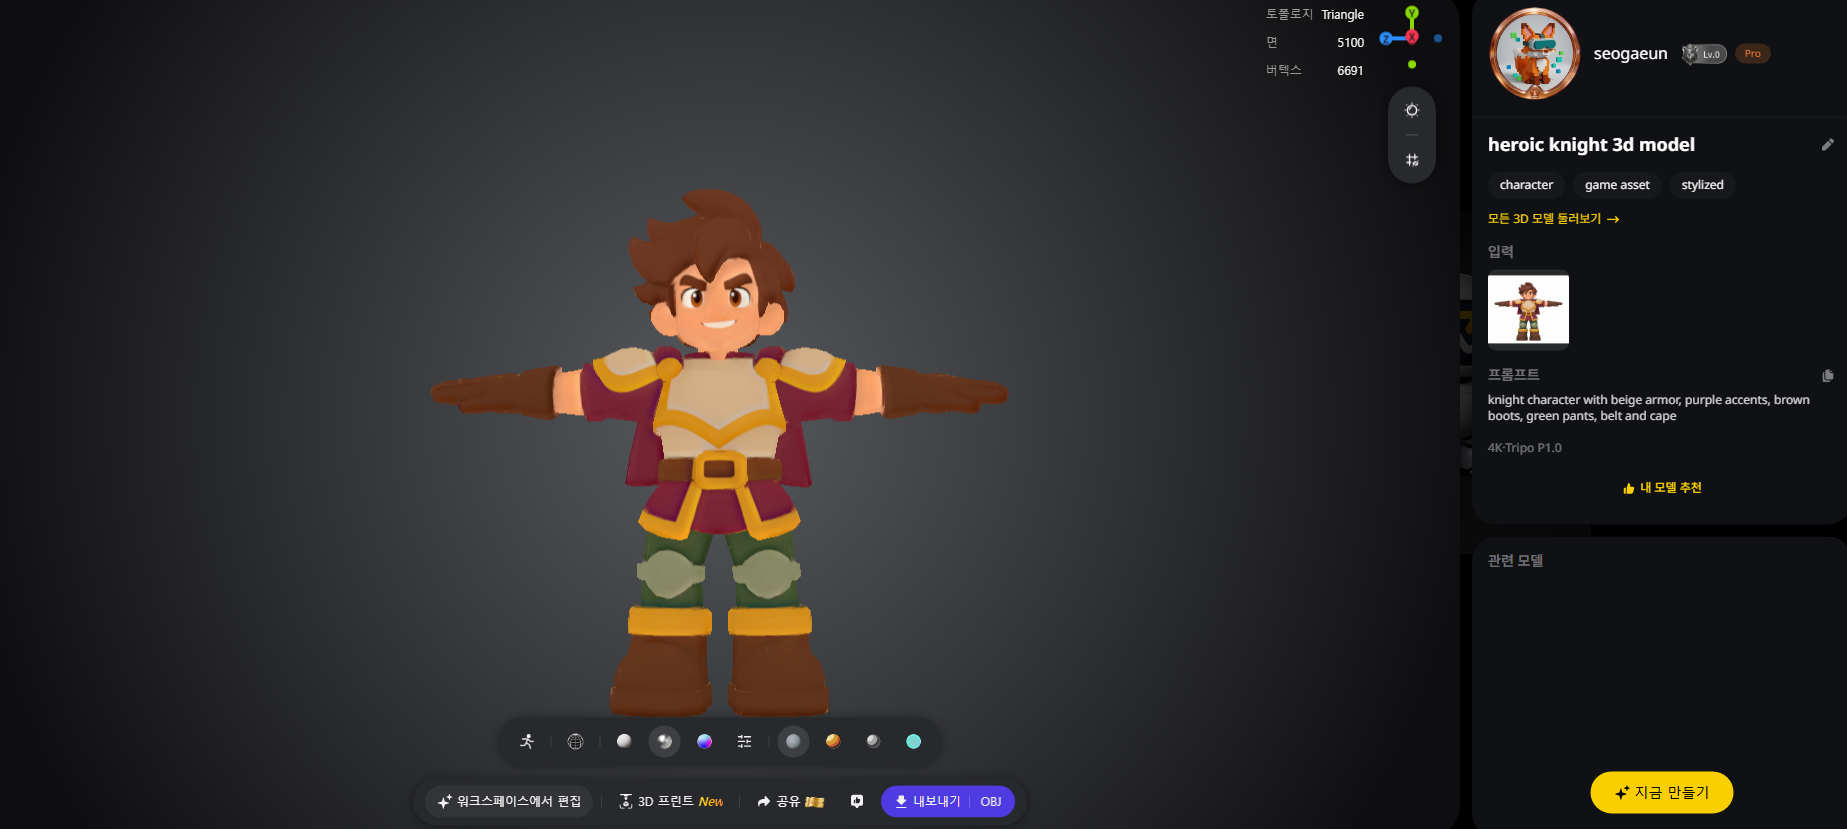 토폴로지 Triangle
면 5100
버텍스 6691
Y
Z X
seogaeun Lv.0 Pro
heroic knight 3d model
character game asset stylized
모든 3D 모델 둘러보기 →
입력
프롬프트
knight character with beige armor, purple accents, brown
boots, green pants, belt and cape
4K·Tripo P1.0
내 모델 추천
관련 모델
지금 만들기
워크스페이스에서 편집 3D 프린트 New 공유 내보내기 OBJ